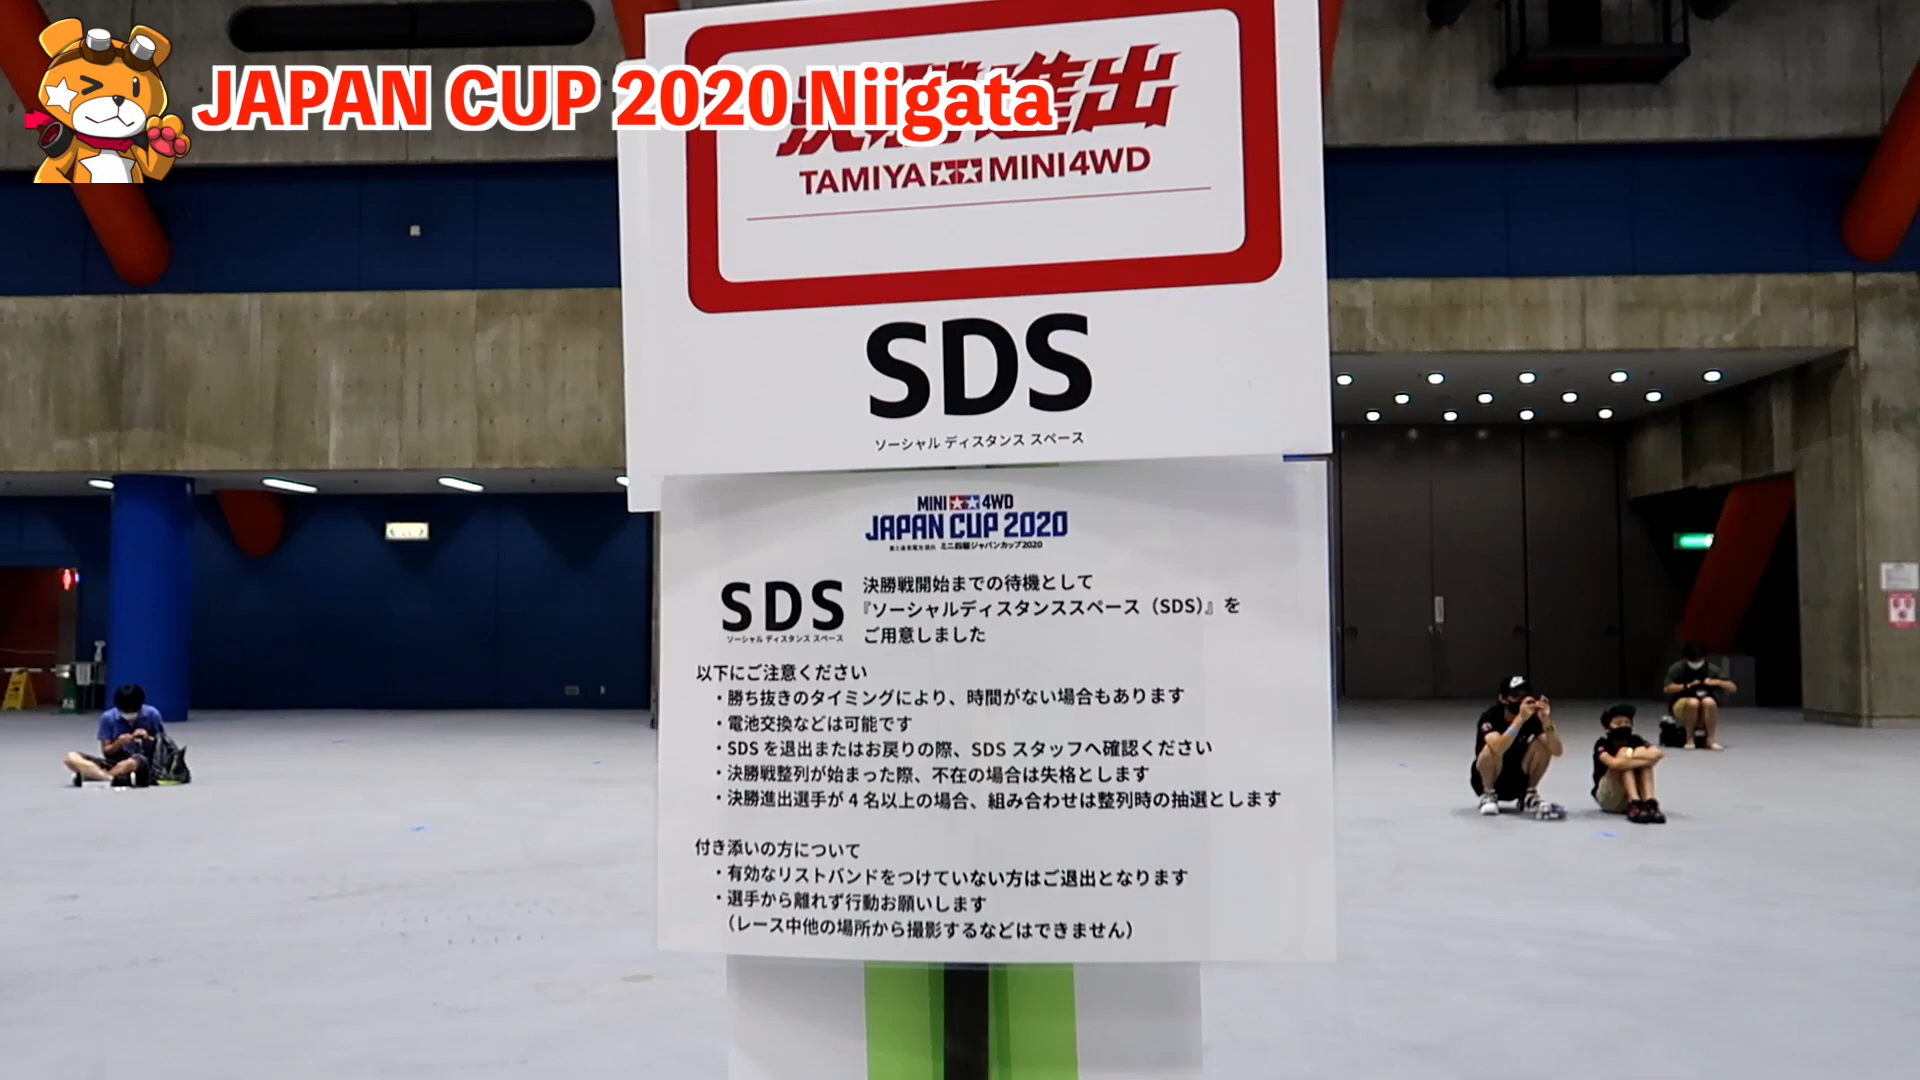 JAPAN CUP 2020 Niigata
決勝進出
TAMIYA MINI4WD
SDS
ソーシャル ディスタンス スペース
MINI 4WD
JAPAN CUP 2020
ミニ四駆ジャパンカップ2020
SDS
ソーシャル ディスタンス スペース
決勝戦開始までの待機として
『ソーシャルディスタンススペース（SDS）』を
ご用意しました
以下にご注意ください
・勝ち抜きのタイミングにより、時間がない場合もあります
・電池交換などは可能です
・SDS を退出またはお戻りの際、SDS スタッフへ確認ください
・決勝戦整列が始まった際、不在の場合は失格とします
・決勝進出選手が 4 名以上の場合、組み合わせは整列時の抽選とします
付き添いの方について
・有効なリストバンドをつけていない方はご退出となります
・選手から離れず行動お願いします
（レース中他の場所から撮影するなどはできません）